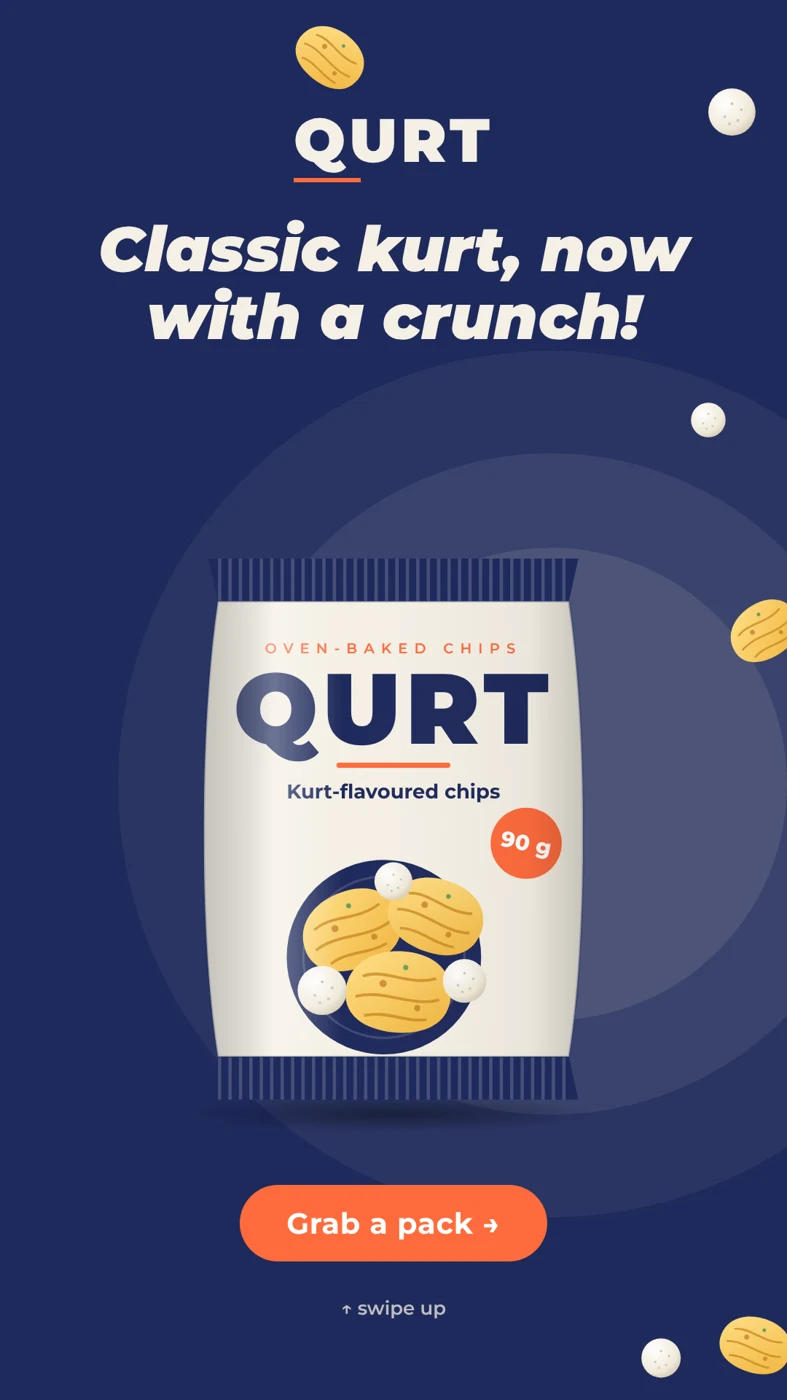 QURT
Classic kurt, now
with a crunch!
OVEN-BAKED CHIPS
QURT
Kurt-flavoured chips
90 g
Grab a pack →
↑ swipe up